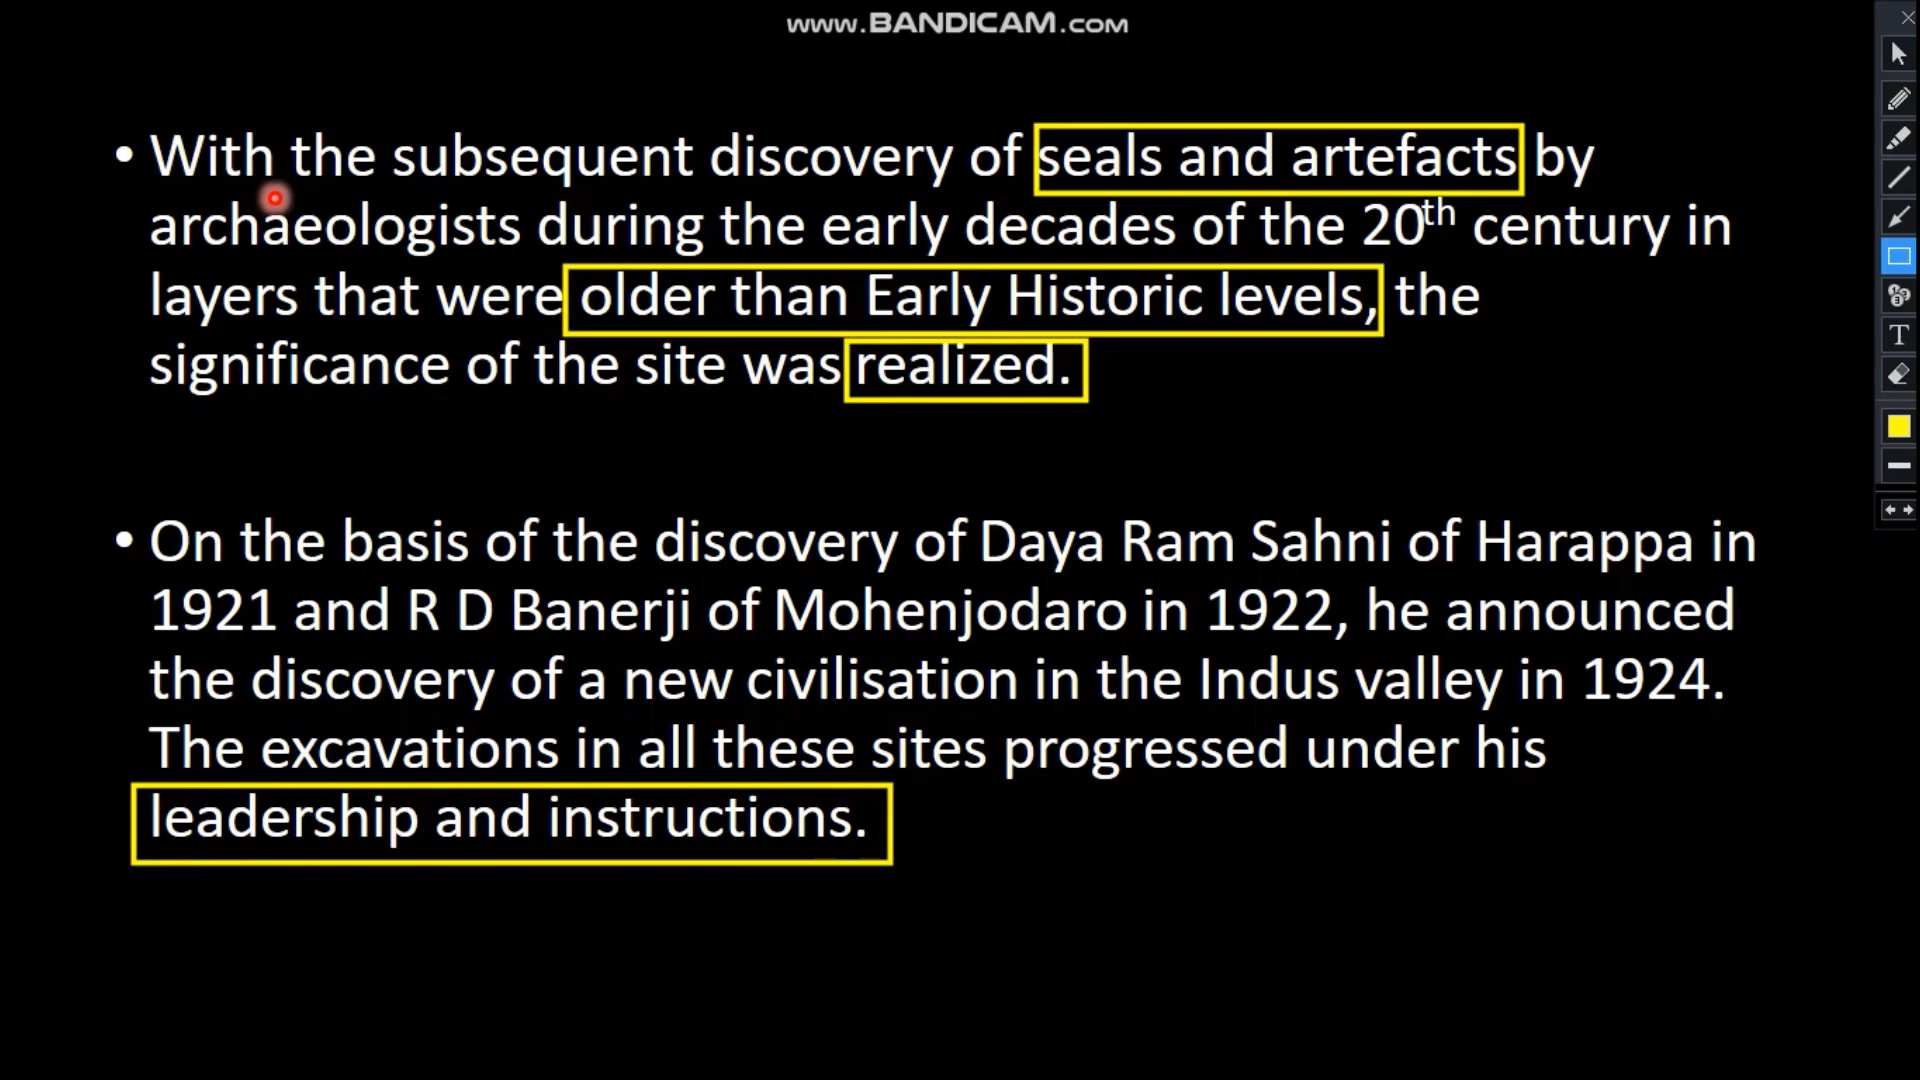 www.BANDICAM.com
• With the subsequent discovery of seals and artefacts by
archaeologists during the early decades of the 20th century in
layers that were older than Early Historic levels, the
significance of the site was realized.
• On the basis of the discovery of Daya Ram Sahni of Harappa in
1921 and R D Banerji of Mohenjodaro in 1922, he announced
the discovery of a new civilisation in the Indus valley in 1924.
The excavations in all these sites progressed under his
leadership and instructions.